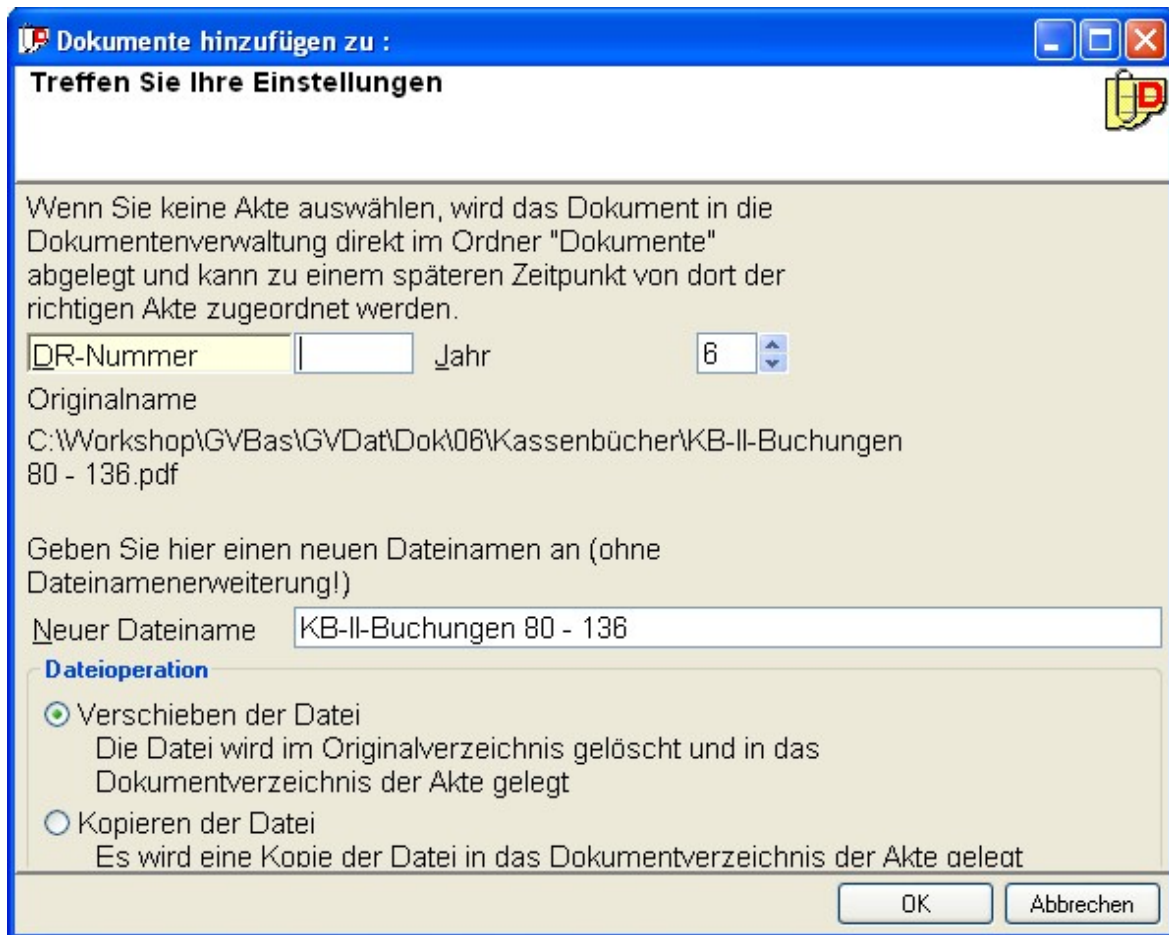 Dokumente hinzufügen zu :
Treffen Sie Ihre Einstellungen
D
Wenn Sie keine Akte auswählen, wird das Dokument in die
Dokumentenverwaltung direkt im Ordner "Dokumente"
abgelegt und kann zu einem späteren Zeitpunkt von dort der
richtigen Akte zugeordnet werden.
DR-Nummer Jahr 6
Originalname
C:\Workshop\GVBas\GVDat\Dok\06\Kassenbücher\KB-II-Buchungen
80 - 136.pdf
Geben Sie hier einen neuen Dateinamen an (ohne
Dateinamenerweiterung!)
Neuer Dateiname KB-II-Buchungen 80 - 136
Dateioperation
Verschieben der Datei
Die Datei wird im Originalverzeichnis gelöscht und in das
Dokumentverzeichnis der Akte gelegt
Kopieren der Datei
Es wird eine Kopie der Datei in das Dokumentverzeichnis der Akte gelegt
OK Abbrechen